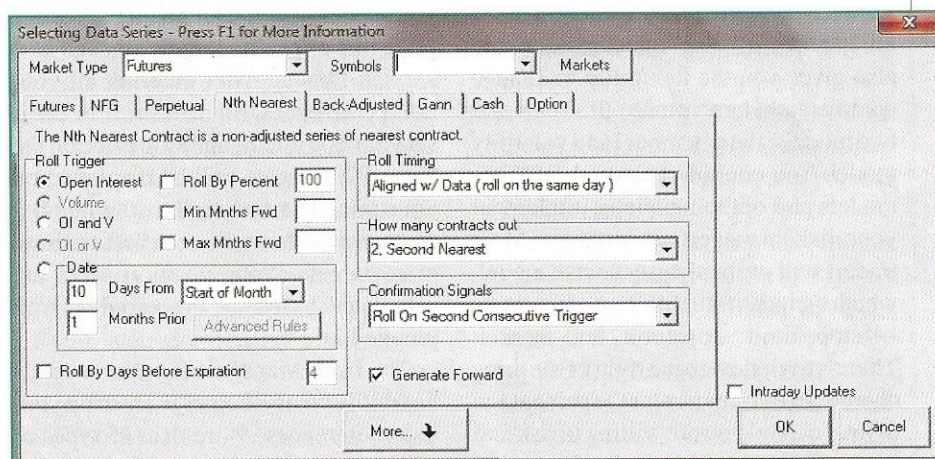 Selecting Data Series - Press F1 for More Information
Market Type Futures Symbols Markets
Futures NFG Perpetual Nth Nearest Back-Adjusted Gann Cash Option
The Nth Nearest Contract is a non-adjusted series of nearest contract.
Roll Trigger
Open Interest Roll By Percent 100
Volume
OI and V Min Mnths Fwd
OI or V Max Mnths Fwd
Date
10 Days From Start of Month
1 Months Prior Advanced Rules
Roll By Days Before Expiration 4
Roll Timing
Aligned w/ Data ( roll on the same day )
How many contracts out
2, Second Nearest
Confirmation Signals
Roll On Second Consecutive Trigger
Generate Forward
Intraday Updates
More...
OK Cancel